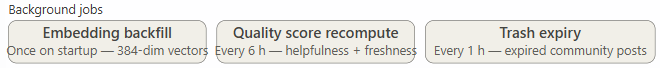 Background jobs
Embedding backfill
Once on startup — 384-dim vectors
Quality score recompute
Every 6 h — helpfulness + freshness
Trash expiry
Every 1 h — expired community posts